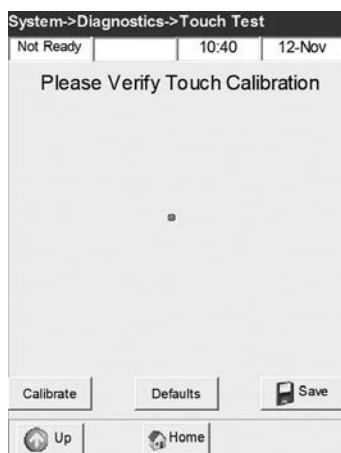 System->Diagnostics->Touch Test
Not Ready 10:40 12-Nov
Please Verify Touch Calibration
Calibrate Defaults Save
Up Home